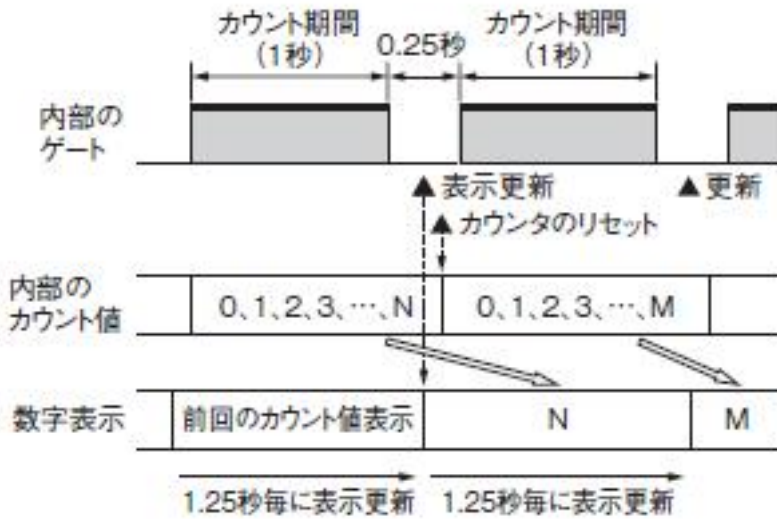 カウント期間
(1秒)
0.25秒
カウント期間
(1秒)
内部の
ゲート
▲表示更新
▲更新
▲カウンタのリセット
内部の
カウント値
0、1、2、3、…、N
0、1、2、3、…、M
数字表示
前回のカウント値表示
N
M
1.25秒毎に表示更新
1.25秒毎に表示更新